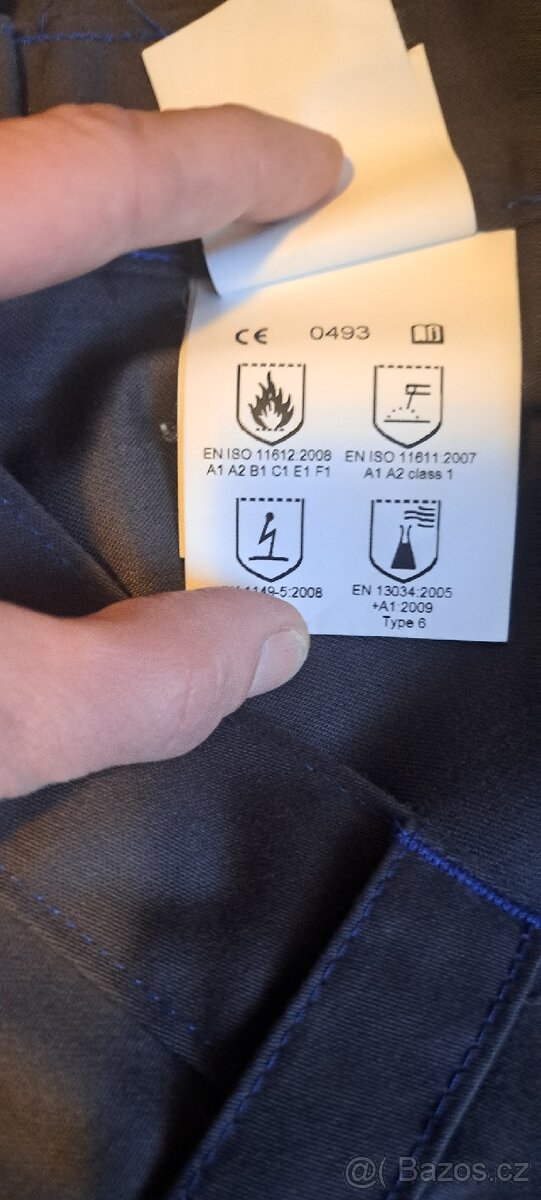 CE 0493
EN ISO 11612:2008
A1 A2 B1 C1 E1 F1
EN ISO 11611:2007
A1 A2 class 1
1149-5:2008
EN 13034:2005
+A1:2009
Type 6
@( Bazos.cz